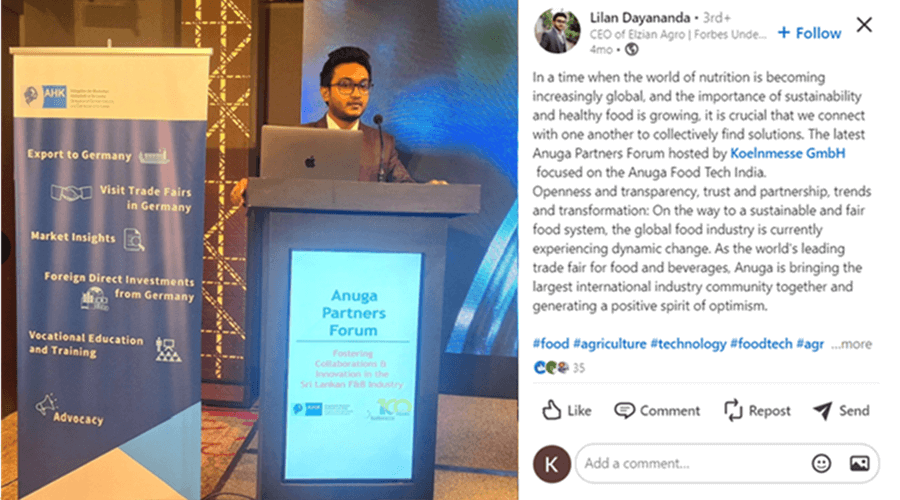 AHK
Export to Germany
Visit Trade Fairs
in Germany
Market Insights
Foreign Direct Investments
from Germany
Vocational Education
and Training
Advocacy
Anuga
Partners
Forum
Fostering
Collaborations &
Innovation in the
Sri Lankan F&B Industry
AHK
100
Lilan Dayananda • 3rd+
CEO of Elzian Agro | Forbes Unde...
4mo •
+ Follow
In a time when the world of nutrition is becoming
increasingly global, and the importance of sustainability
and healthy food is growing, it is crucial that we connect
with one another to collectively find solutions. The latest
Anuga Partners Forum hosted by Koelnmesse GmbH
focused on the Anuga Food Tech India.
Openness and transparency, trust and partnership, trends
and transformation: On the way to a sustainable and fair
food system, the global food industry is currently
experiencing dynamic change. As the world's leading
trade fair for food and beverages, Anuga is bringing the
largest international industry community together and
generating a positive spirit of optimism.
#food #agriculture #technology #foodtech #agr ...more
35
Like
Comment
Repost
Send
K
Add a comment...